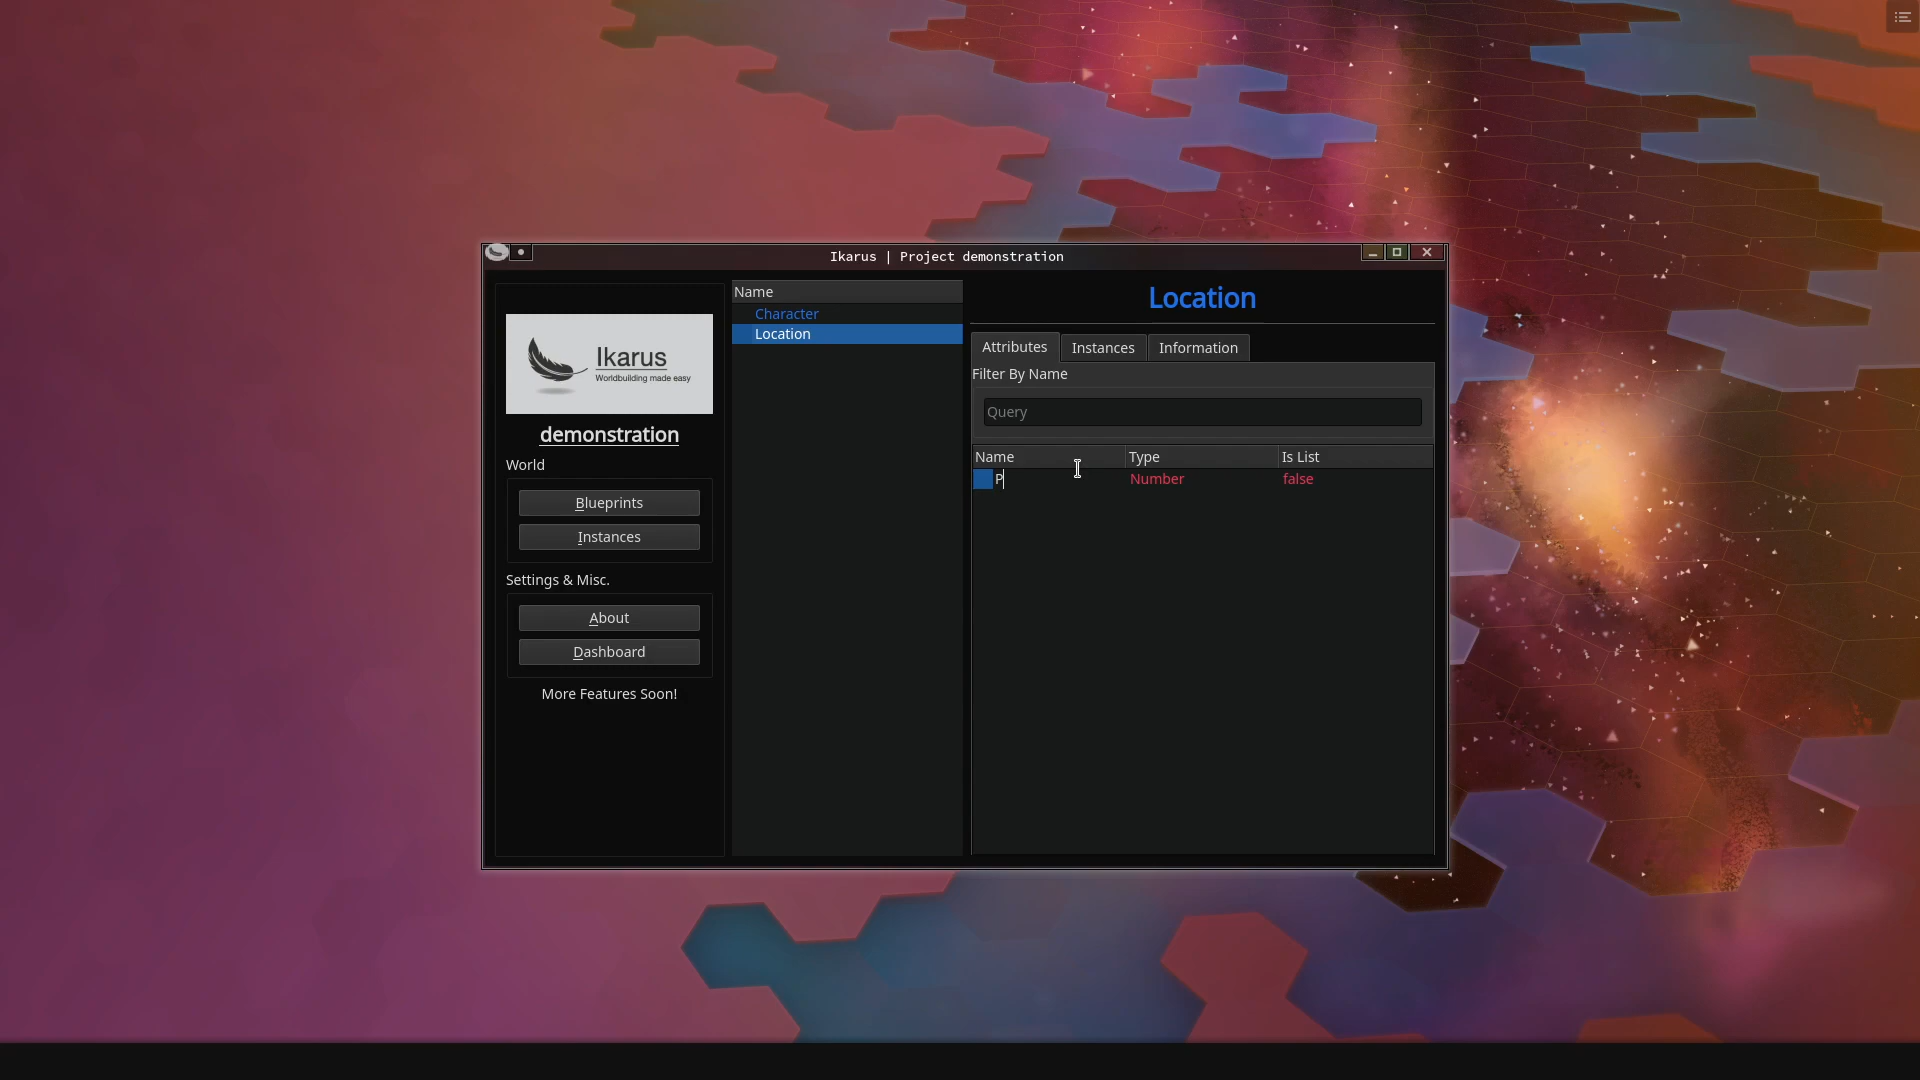 Ikarus | Project demonstration
Ikarus
Worldbuilding made easy
demonstration
World
Blueprints
Instances
Settings & Misc.
About
Dashboard
More Features Soon!
Name
Character
Location
Location
Attributes Instances Information
Filter By Name
Query
Name Type Is List
P Number false